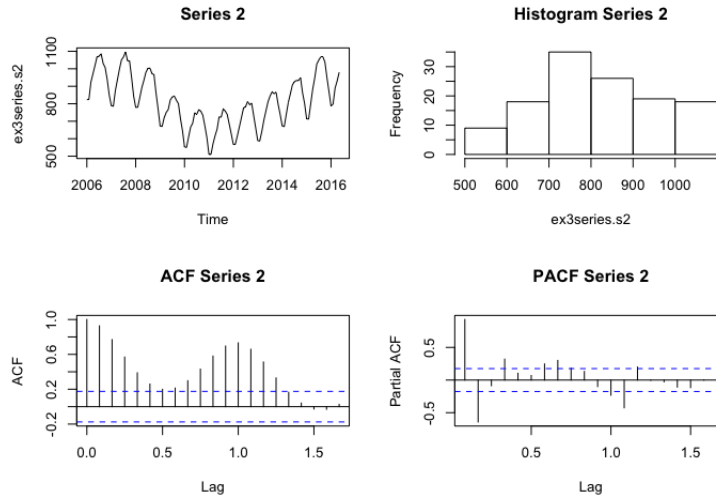 Series 2
ex3series.s2
500 800 1100
2006 2008 2010 2012 2014 2016
Time
Histogram Series 2
Frequency
0 10 20 30
500 600 700 800 900 1000
ex3series.s2
ACF Series 2
ACF
-0.2 0.2 0.6 1.0
0.0 0.5 1.0 1.5
Lag
PACF Series 2
Partial ACF
-0.5 0.5
0.5 1.0 1.5
Lag